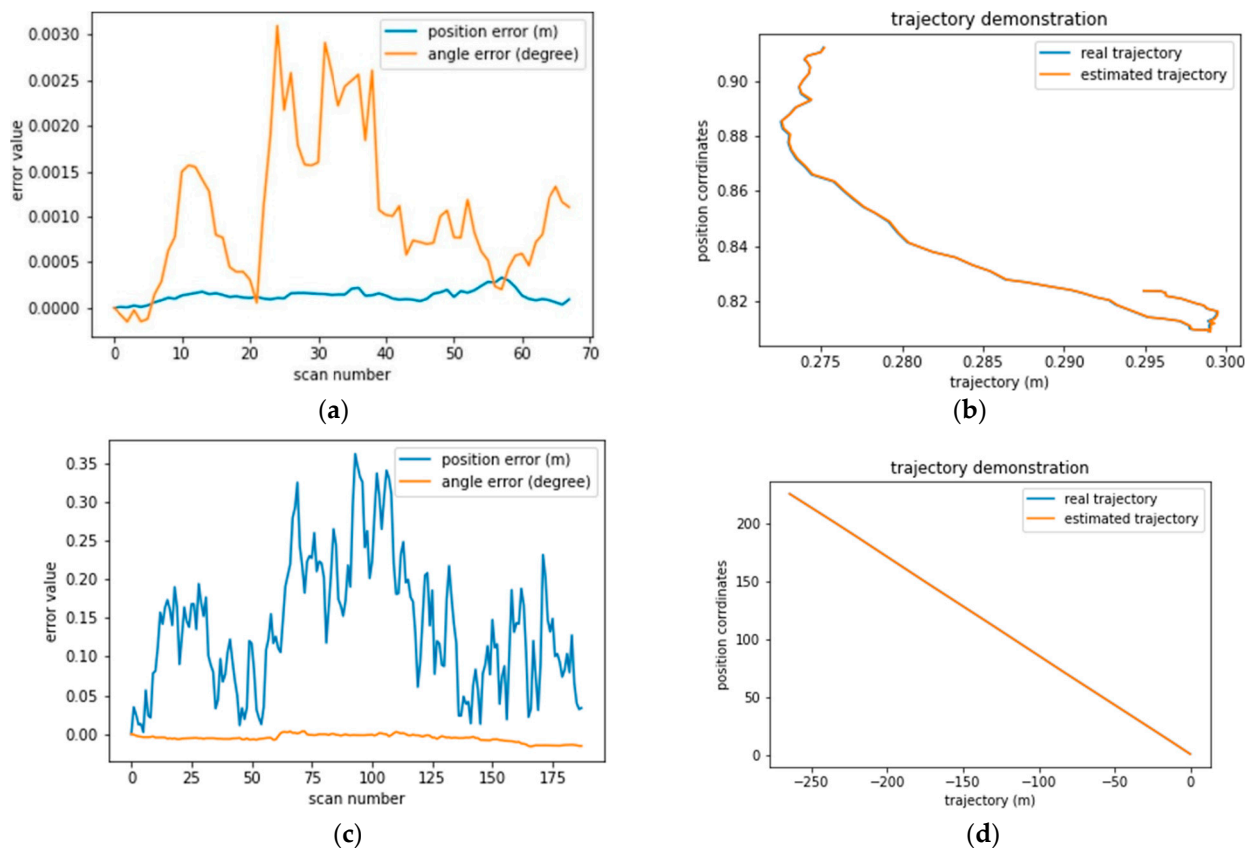 position error (m)
angle error (degree)
0.0030
0.0025
0.0020
0.0015
0.0010
0.0005
0.0000
error value
0 10 20 30 40 50 60 70
scan number
(a)
trajectory demonstration
real trajectory
estimated trajectory
0.90
0.88
0.86
0.84
0.82
position corrdinates
0.275 0.280 0.285 0.290 0.295 0.300
trajectory (m)
(b)
position error (m)
angle error (degree)
0.35
0.30
0.25
0.20
0.15
0.10
0.05
0.00
error value
0 25 50 75 100 125 150 175
scan number
(c)
trajectory demonstration
real trajectory
estimated trajectory
200
150
100
50
0
position corrdinates
−250 −200 −150 −100 −50 0
trajectory (m)
(d)